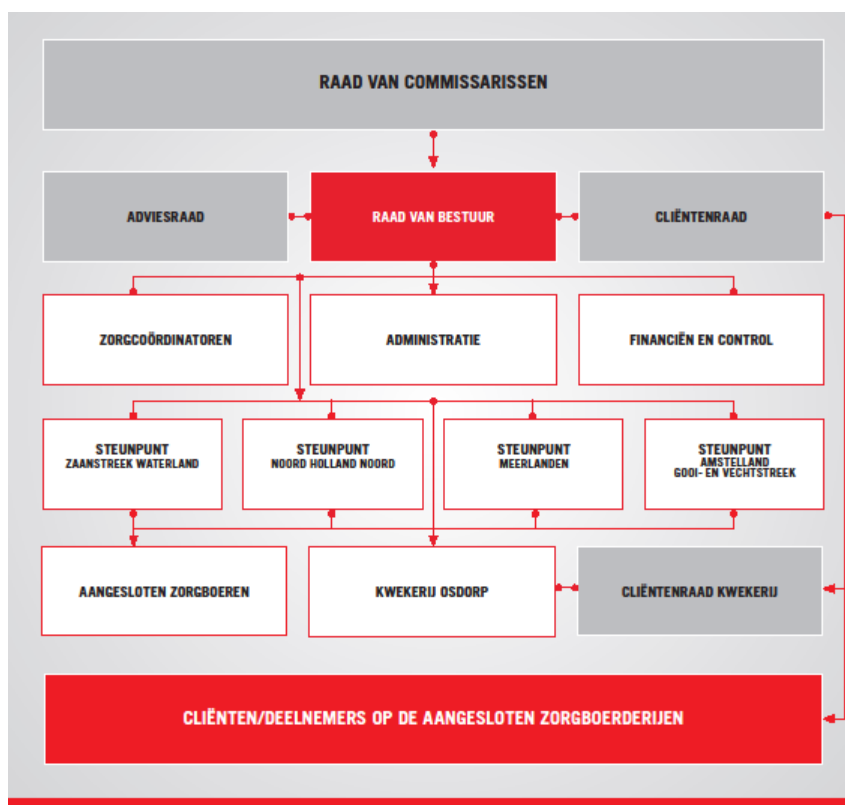 RAAD VAN COMMISSARISSEN
ADVIESRAAD
RAAD VAN BESTUUR
CLIËNTENRAAD
ZORGCOÖRDINATOREN
ADMINISTRATIE
FINANCIËN EN CONTROL
STEUNPUNT
ZAANSTREEK WATERLAND
STEUNPUNT
NOORD HOLLAND NOORD
STEUNPUNT
MEERLANDEN
STEUNPUNT
AMSTELLAND
GOOI- EN VECHTSTREEK
AANGESLOTEN ZORGBOEREN
KWEKERIJ OSDORP
CLIËNTENRAAD KWEKERIJ
CLIËNTEN/DEELNEMERS OP DE AANGESLOTEN ZORGBOERDERIJEN